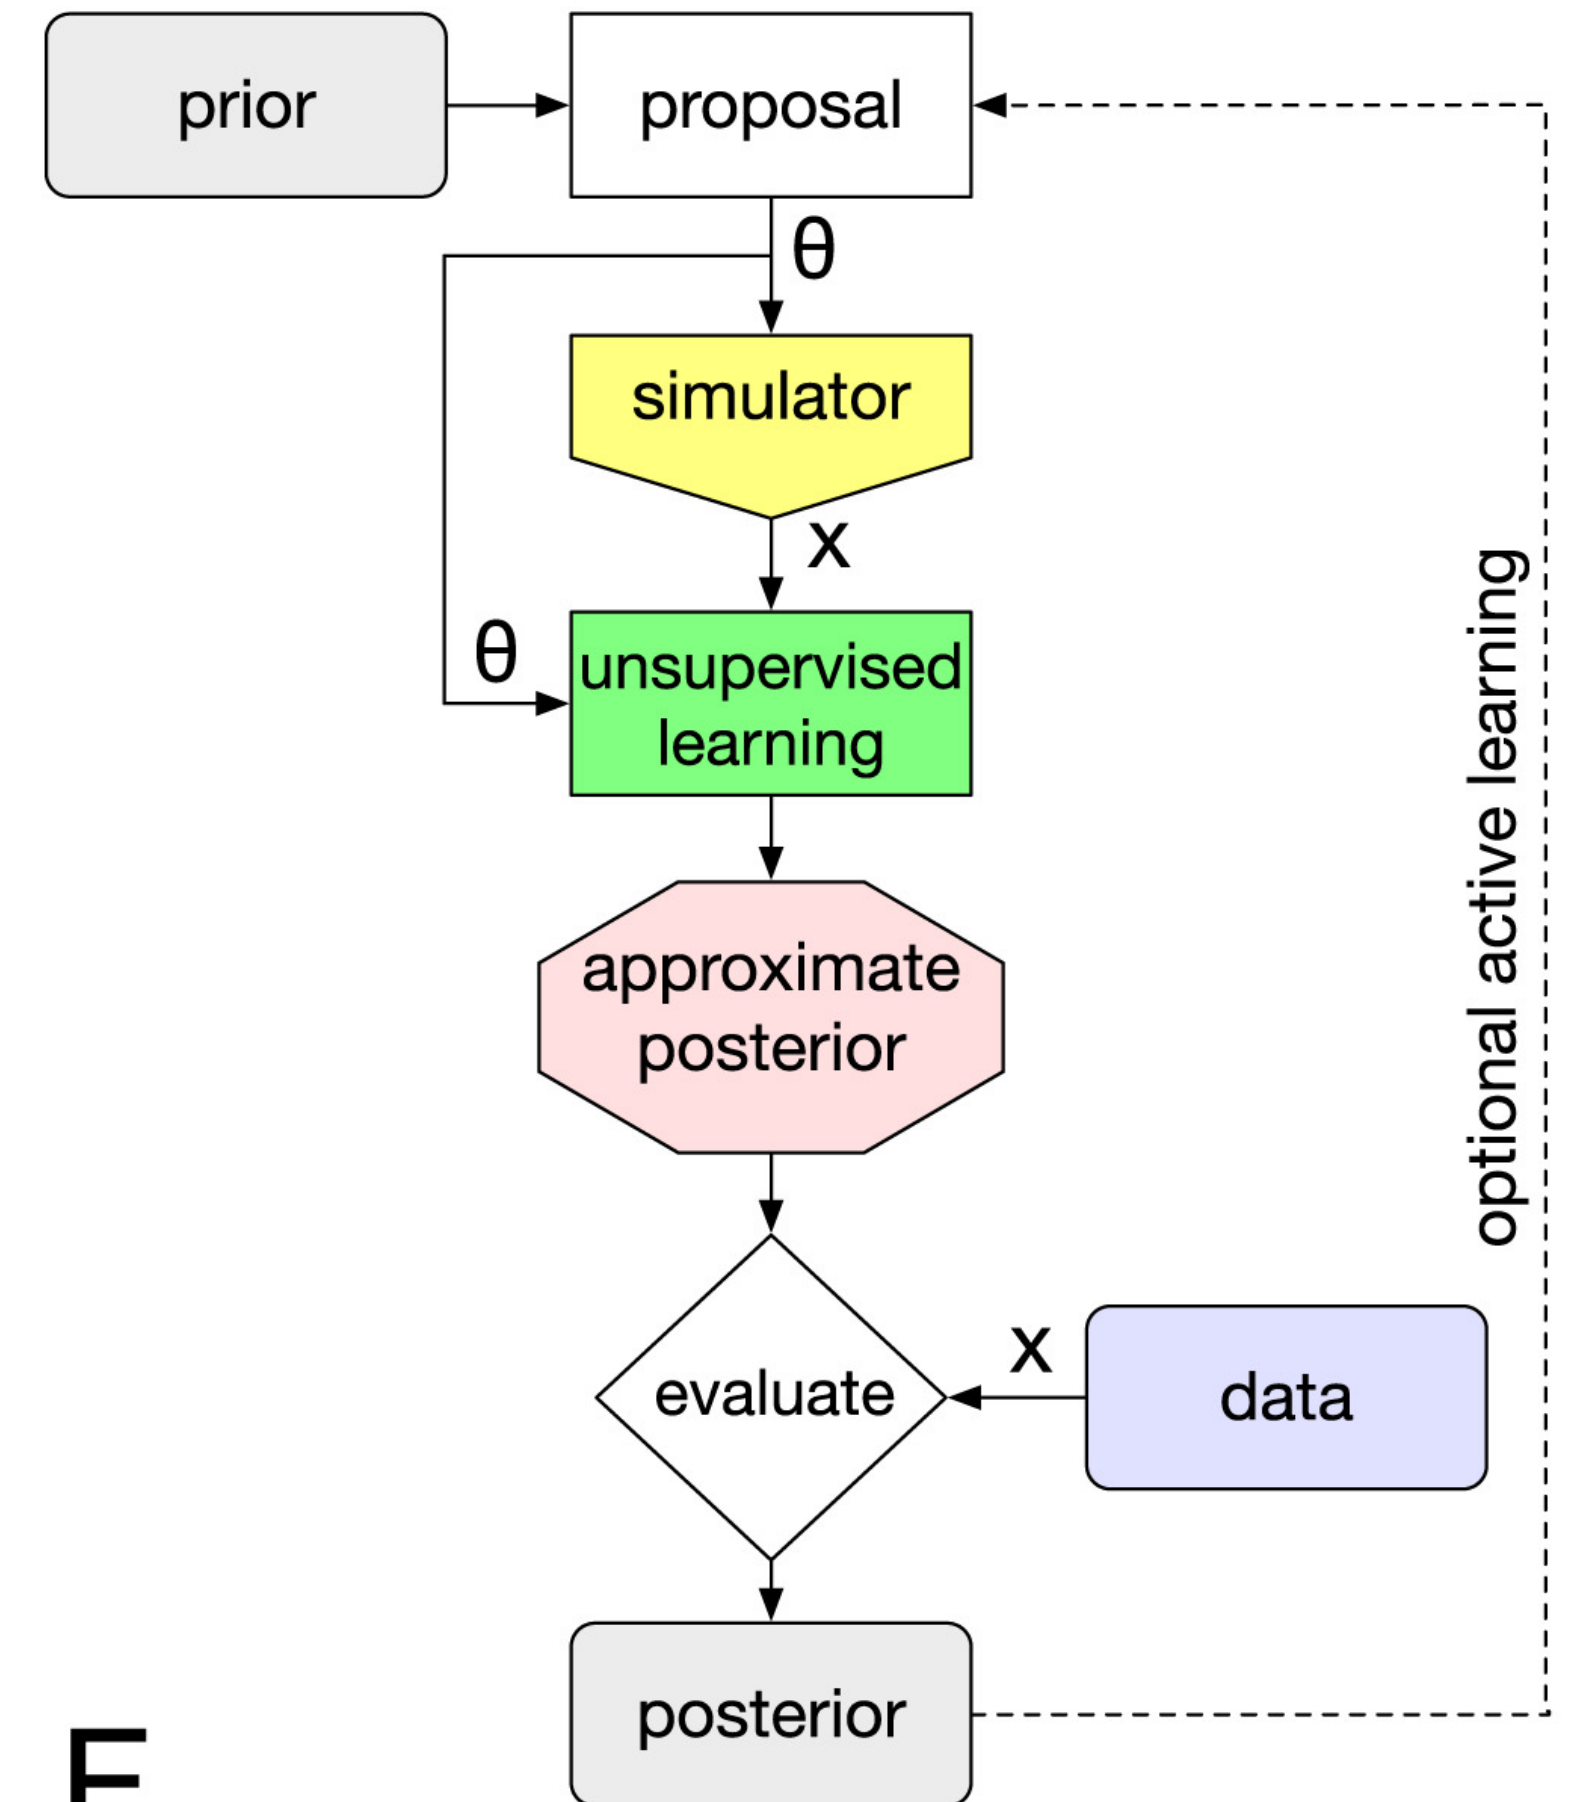 prior
proposal
θ
simulator
x
θ
unsupervised
learning
approximate
posterior
optional active learning
evaluate
x
data
posterior